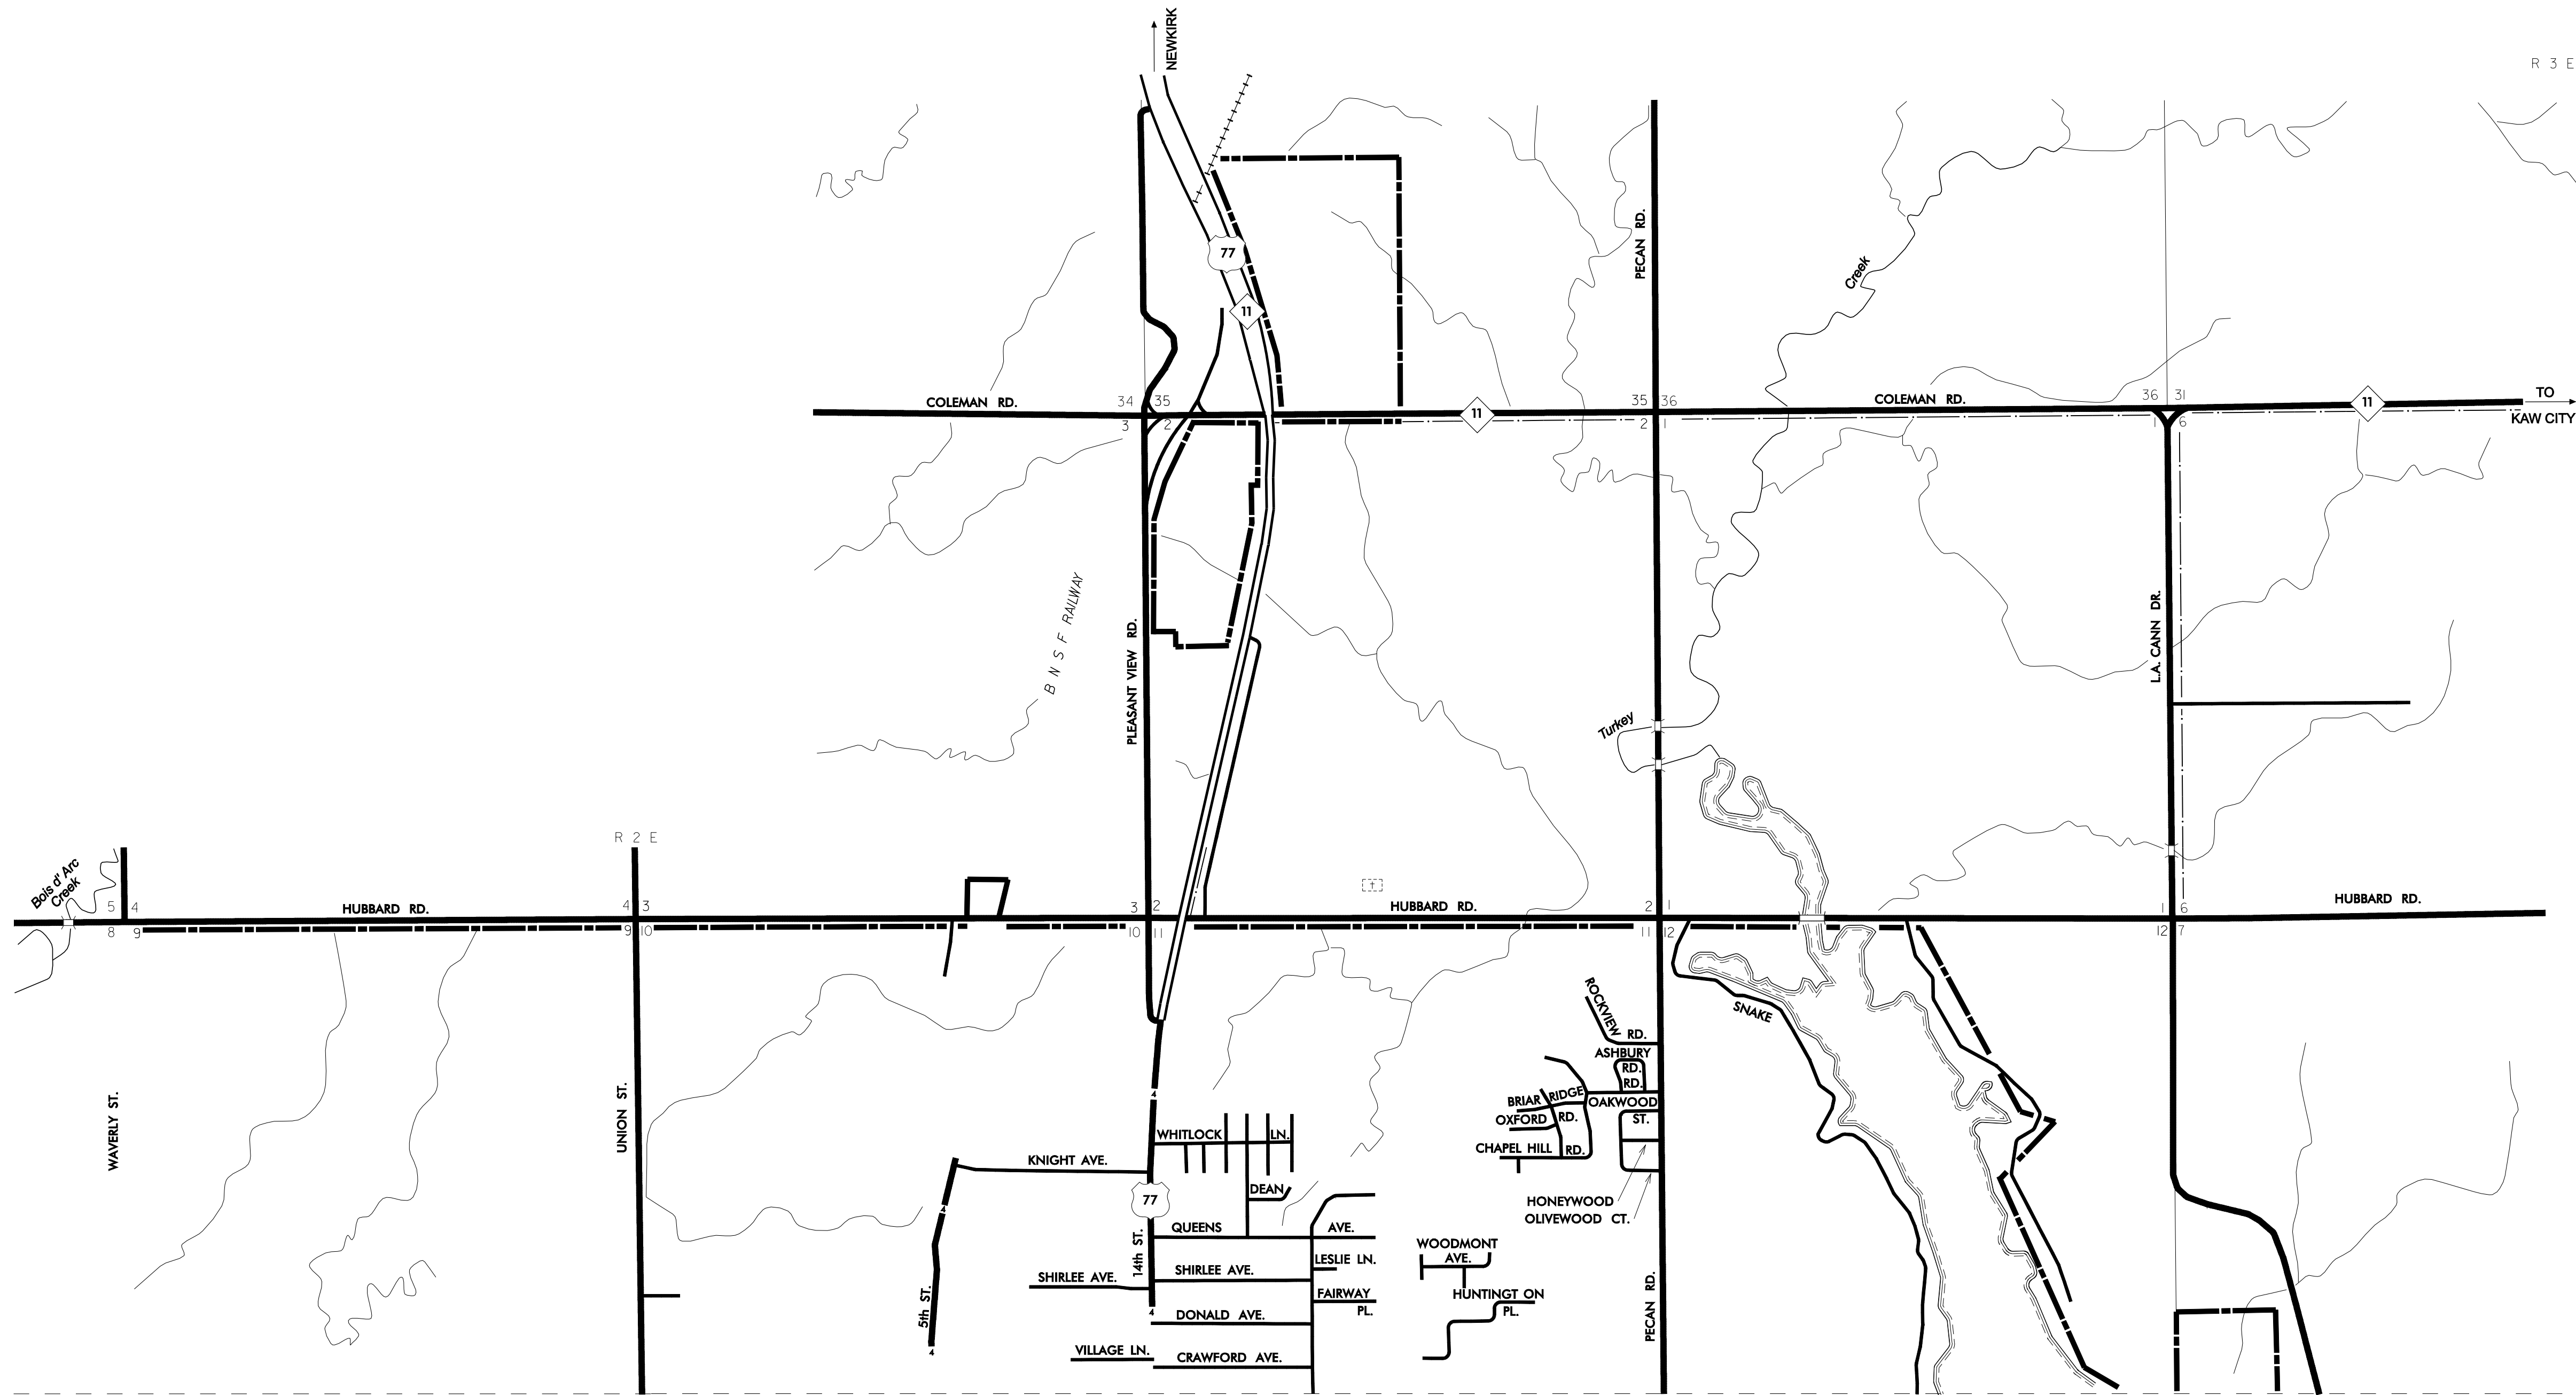 NEWKIRK
R 3 E
77
11
PECAN RD.
Creek
COLEMAN RD.
34 35
3 2
11
35 36
2 1
COLEMAN RD.
36 31
1 6
11
TO
KAW CITY
B N S F RAILWAY
PLEASANT VIEW RD.
L.A. CANN DR.
Turkey
R 2 E
Bois d' Arc
Creek
5 4
8 9
HUBBARD RD.
4 3
9 10
3 2
10 11
HUBBARD RD.
2 1
11 12
1 6
12 7
HUBBARD RD.
WAVERLY ST.
UNION ST.
SNAKE
ROCKVIEW
RD.
ASHBURY
RD.
RD.
BRIAR RIDGE
OAKWOOD
OXFORD RD.
ST.
CHAPEL HILL RD.
HONEYWOOD
OLIVEWOOD CT.
4
WHITLOCK LN.
KNIGHT AVE.
DEAN
77
4
QUEENS AVE.
14th ST.
LESLIE LN.
SHIRLEE AVE.
SHIRLEE AVE.
FAIRWAY
PL.
WOODMONT
AVE.
HUNTINGT ON
PL.
5th ST.
4
4
DONALD AVE.
VILLAGE LN.
CRAWFORD AVE.
PECAN RD.